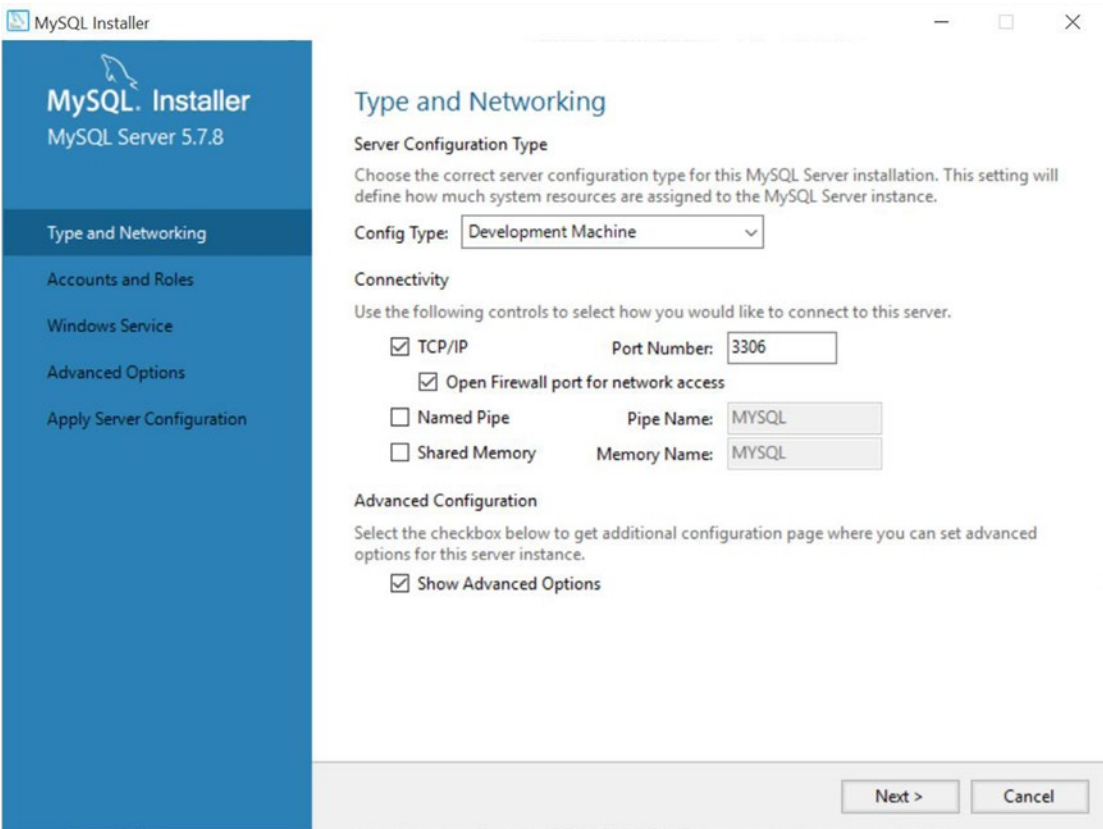 MySQL Installer
MySQL. Installer
MySQL Server 5.7.8
Type and Networking
Accounts and Roles
Windows Service
Advanced Options
Apply Server Configuration
Type and Networking
Server Configuration Type
Choose the correct server configuration type for this MySQL Server installation. This setting will
define how much system resources are assigned to the MySQL Server instance.
Config Type: Development Machine
Connectivity
Use the following controls to select how you would like to connect to this server.
TCP/IP Port Number: 3306
Open Firewall port for network access
Named Pipe Pipe Name: MYSQL
Shared Memory Memory Name: MYSQL
Advanced Configuration
Select the checkbox below to get additional configuration page where you can set advanced
options for this server instance.
Show Advanced Options
Next > Cancel